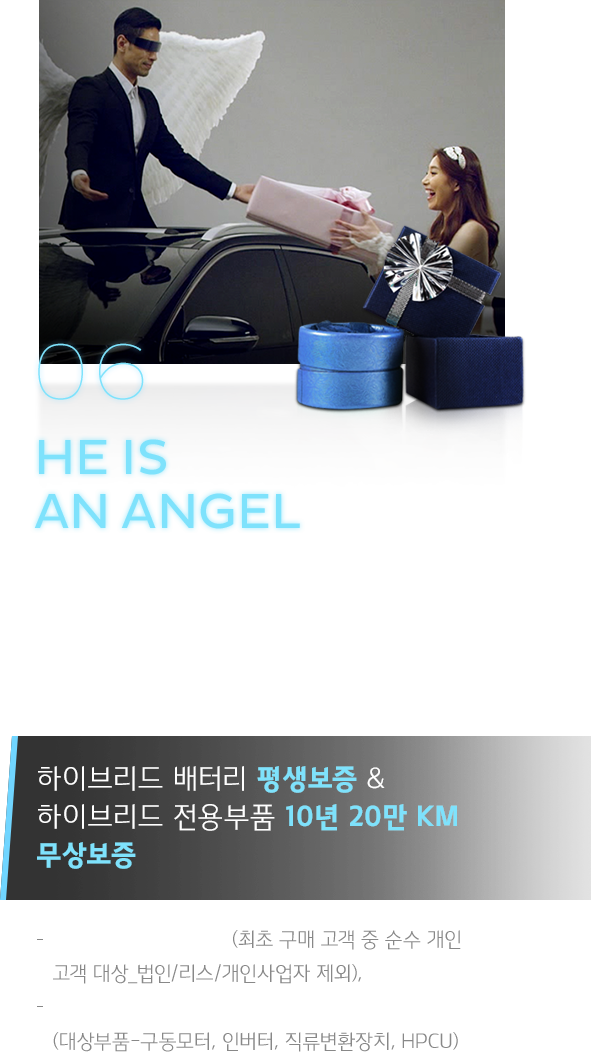 06
HE IS
AN ANGEL
하이브리드 배터리 평생보증 &
하이브리드 전용부품 10년 20만 KM
무상보증
- (최초 구매 고객 중 순수 개인
고객 대상_법인/리스/개인사업자 제외),
-
(대상부품-구동모터, 인버터, 직류변환장치, HPCU)